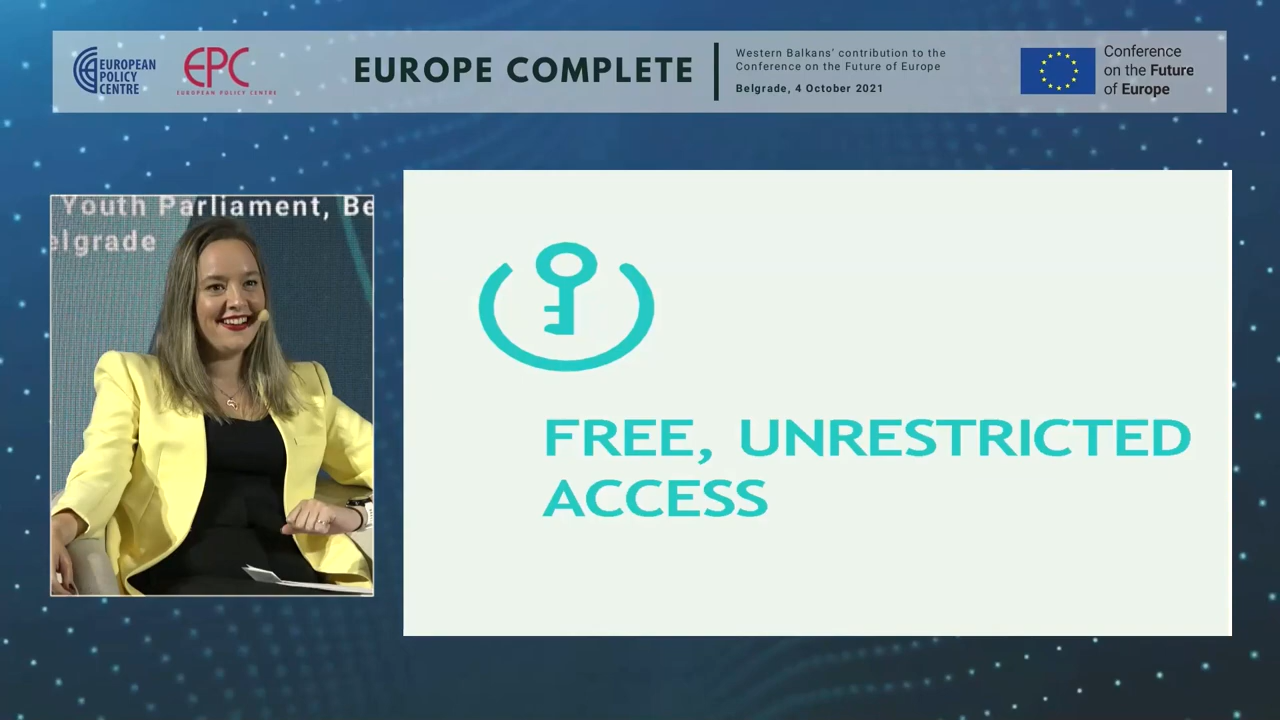 EUROPEAN
POLICY
CENTRE
EPC
EUROPEAN POLICY CENTRE
EUROPE COMPLETE
Western Balkans' contribution to the
Conference on the Future of Europe
Belgrade, 4 October 2021
Conference
on the Future
of Europe
Youth Parliament, Be
elgrade
FREE, UNRESTRICTED
ACCESS